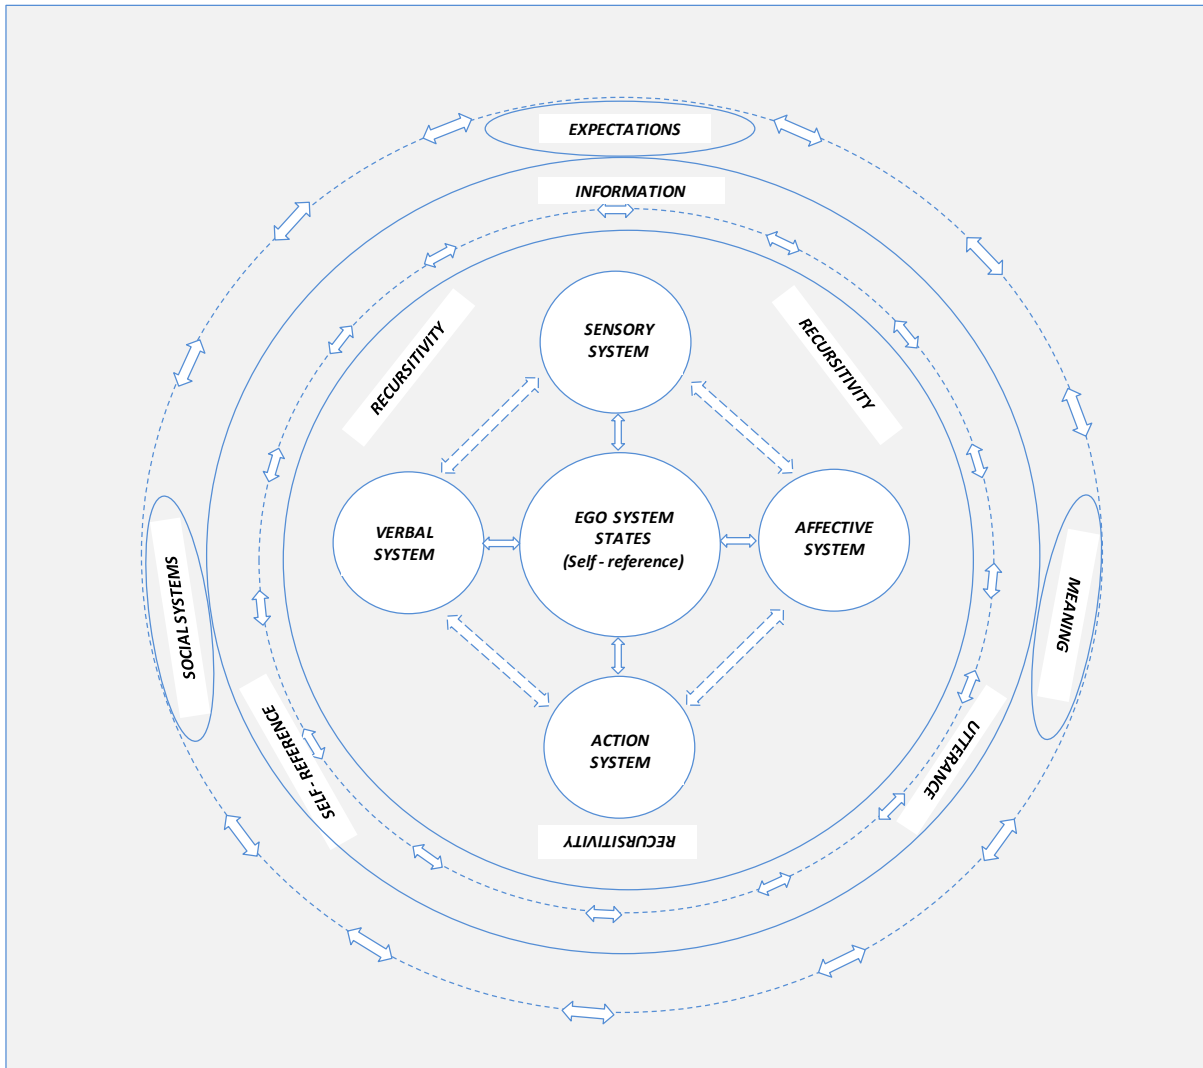 EXPECTATIONS
INFORMATION
RECURSITIVITY
RECURSITIVITY
SENSORY
SYSTEM
VERBAL
SYSTEM
EGO SYSTEM
STATES
(Self - reference)
AFFECTIVE
SYSTEM
SOCIAL SYSTEMS
MEANING
SELF - REFERENCE
UTTERANCE
ACTION
SYSTEM
RECURSITIVITY